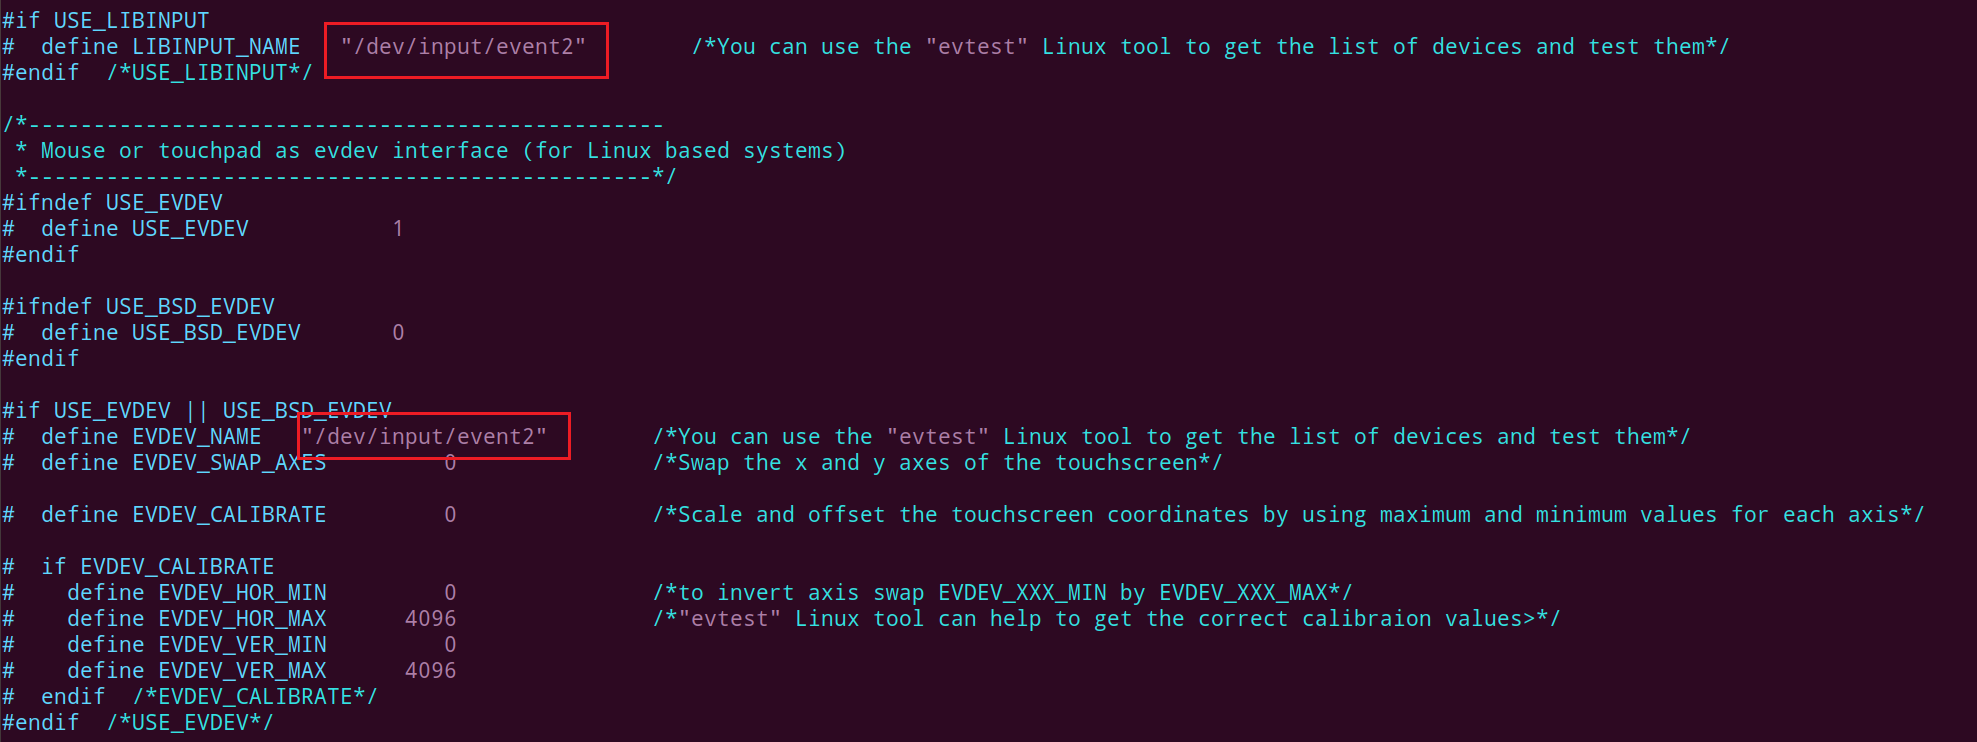 #if USE_LIBINPUT
#  define LIBINPUT_NAME   "/dev/input/event2"        /*You can use the "evtest" Linux tool to get the list of devices and test them*/
#endif  /*USE_LIBINPUT*/
/*-------------------------------------------------
 * Mouse or touchpad as evdev interface (for Linux based systems)
 *------------------------------------------------*/
#ifndef USE_EVDEV
#  define USE_EVDEV           1
#endif
#ifndef USE_BSD_EVDEV
#  define USE_BSD_EVDEV       0
#endif
#if USE_EVDEV || USE_BSD_EVDEV
#  define EVDEV_NAME   "/dev/input/event2"        /*You can use the "evtest" Linux tool to get the list of devices and test them*/
#  define EVDEV_SWAP_AXES         0               /*Swap the x and y axes of the touchscreen*/
#  define EVDEV_CALIBRATE         0               /*Scale and offset the touchscreen coordinates by using maximum and minimum values for each axis*/
#  if EVDEV_CALIBRATE
#    define EVDEV_HOR_MIN         0               /*to invert axis swap EVDEV_XXX_MIN by EVDEV_XXX_MAX*/
#    define EVDEV_HOR_MAX      4096               /*"evtest" Linux tool can help to get the correct calibraion values>*/
#    define EVDEV_VER_MIN         0
#    define EVDEV_VER_MAX      4096
#  endif  /*EVDEV_CALIBRATE*/
#endif  /*USE_EVDEV*/